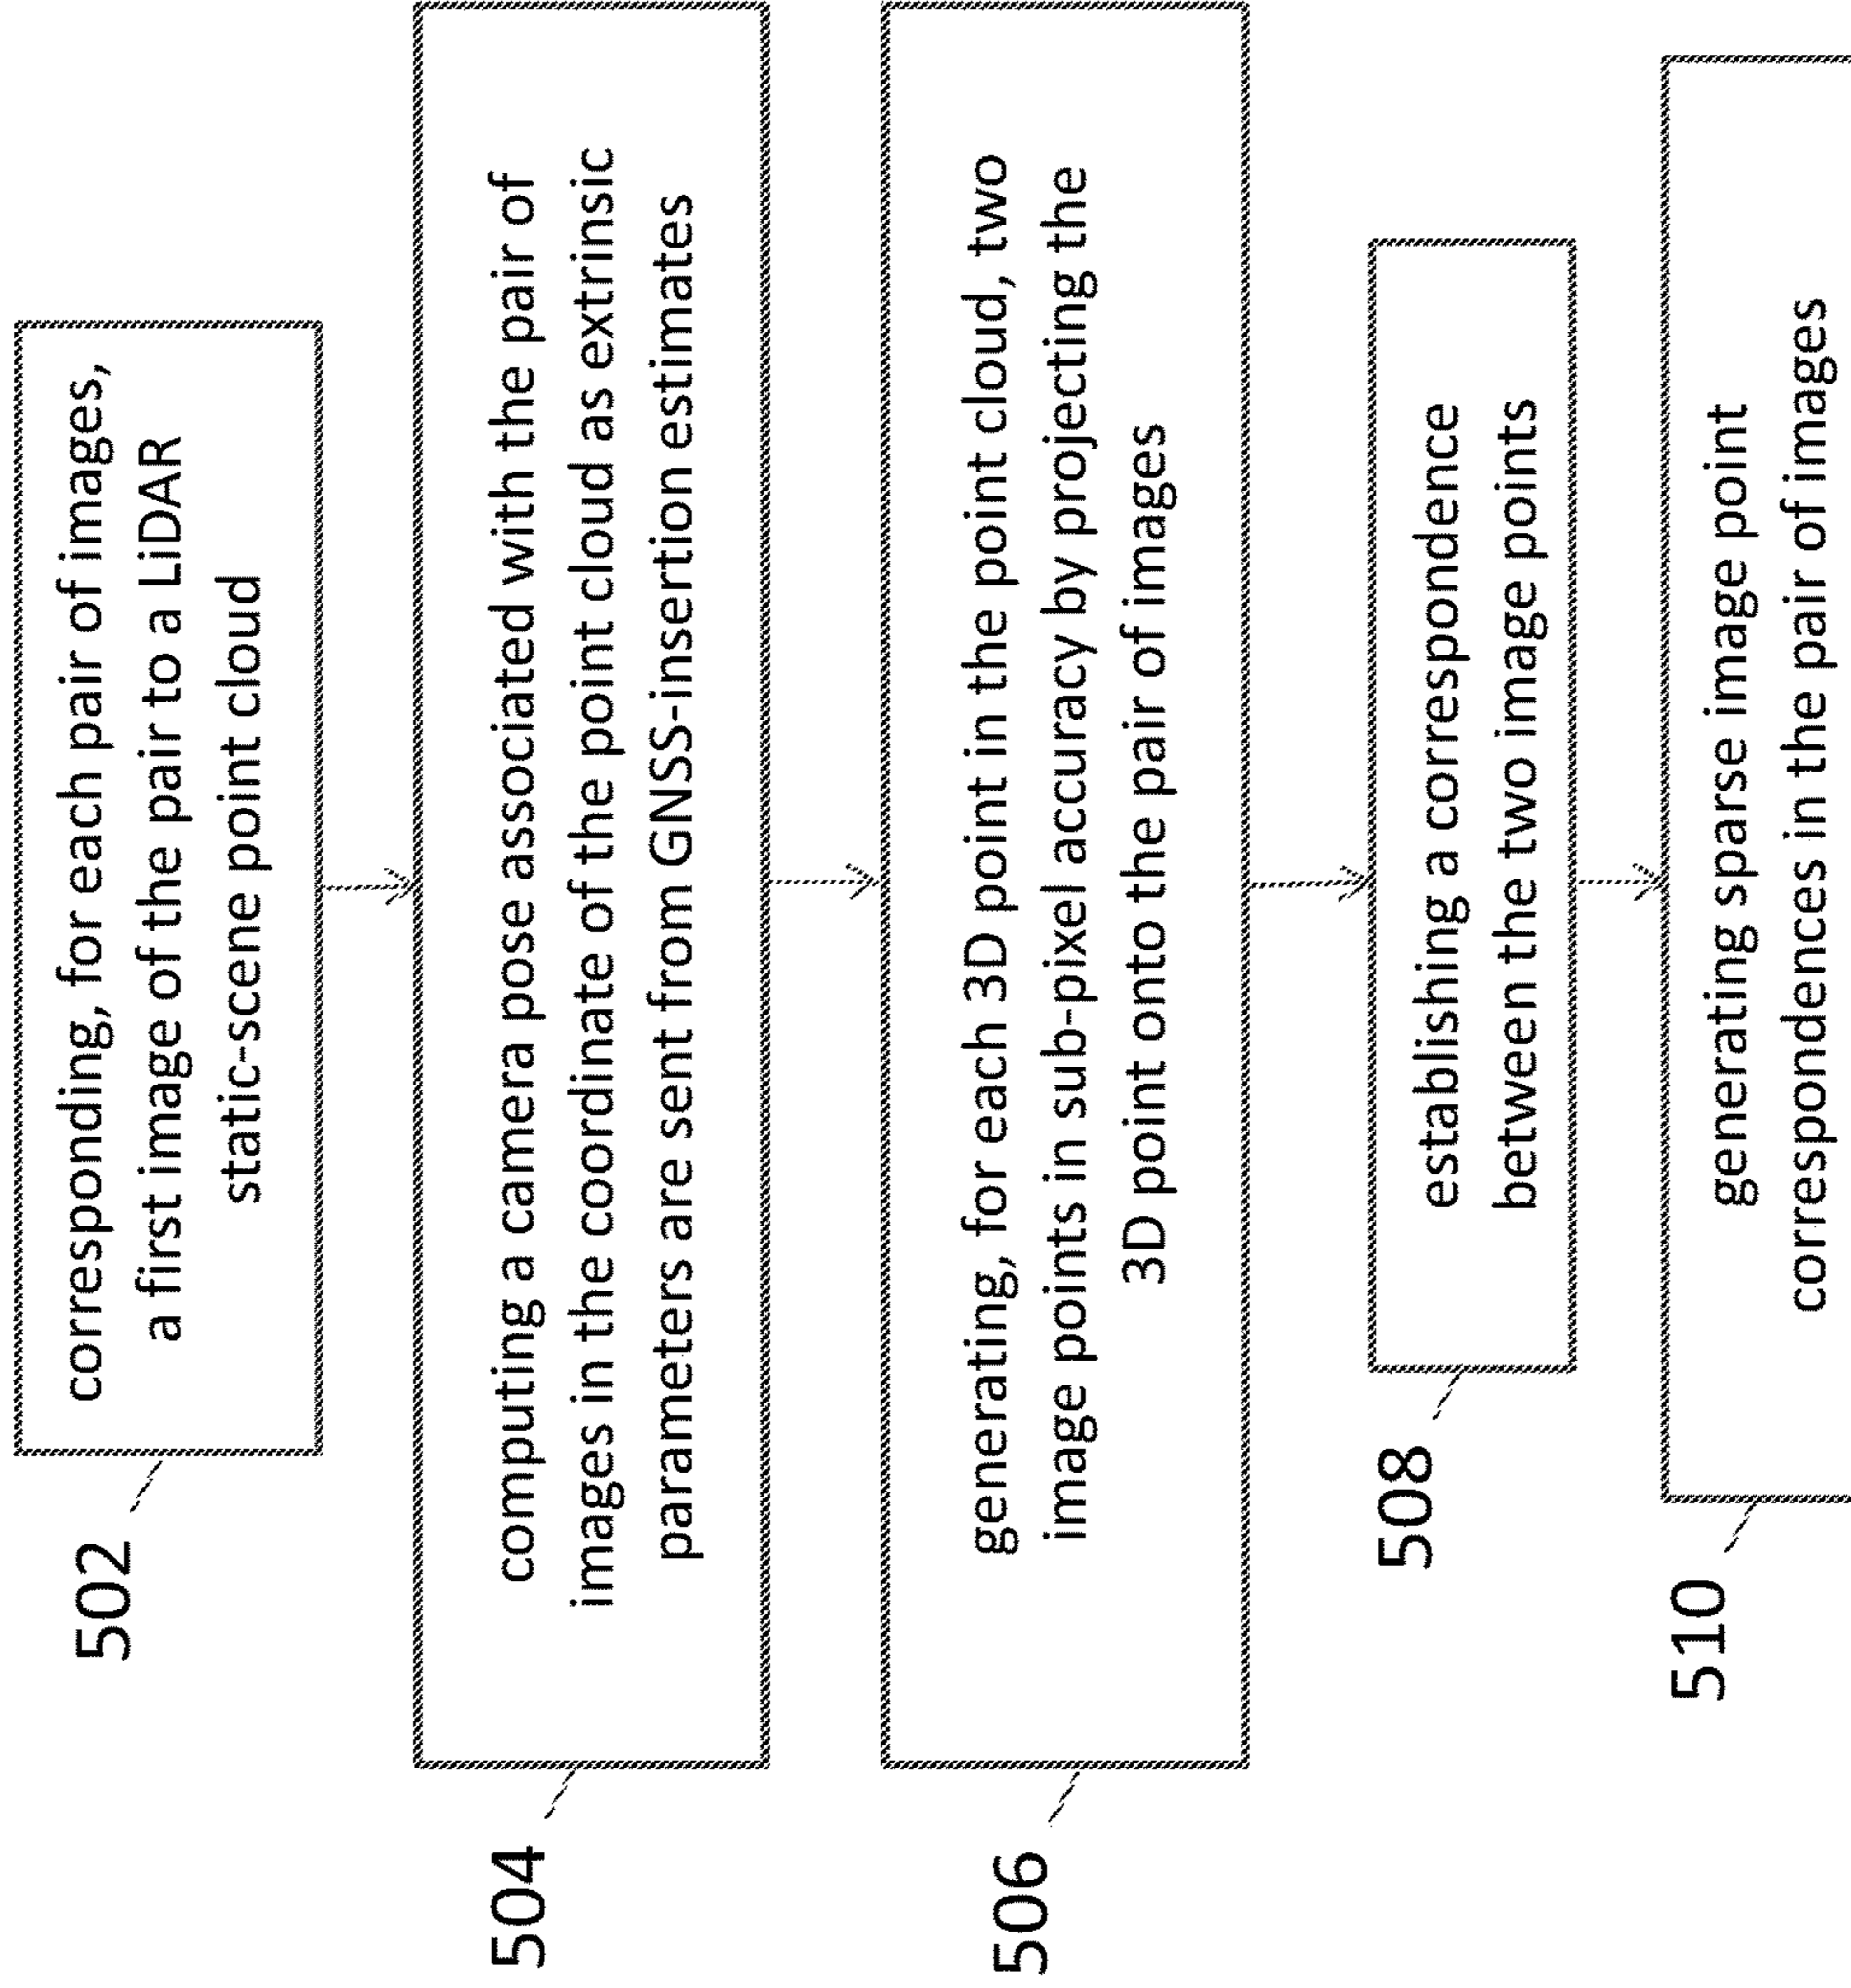 502
corresponding, for each pair of images,
a first image of the pair to a LiDAR
static-scene point cloud
504
computing a camera pose associated with the pair of
images in the coordinate of the point cloud as extrinsic
parameters are sent from GNSS-insertion estimates
506
generating, for each 3D point in the point cloud, two
image points in sub-pixel accuracy by projecting the
3D point onto the pair of images
508
establishing a correspondence
between the two image points
510
generating sparse image point
correspondences in the pair of images